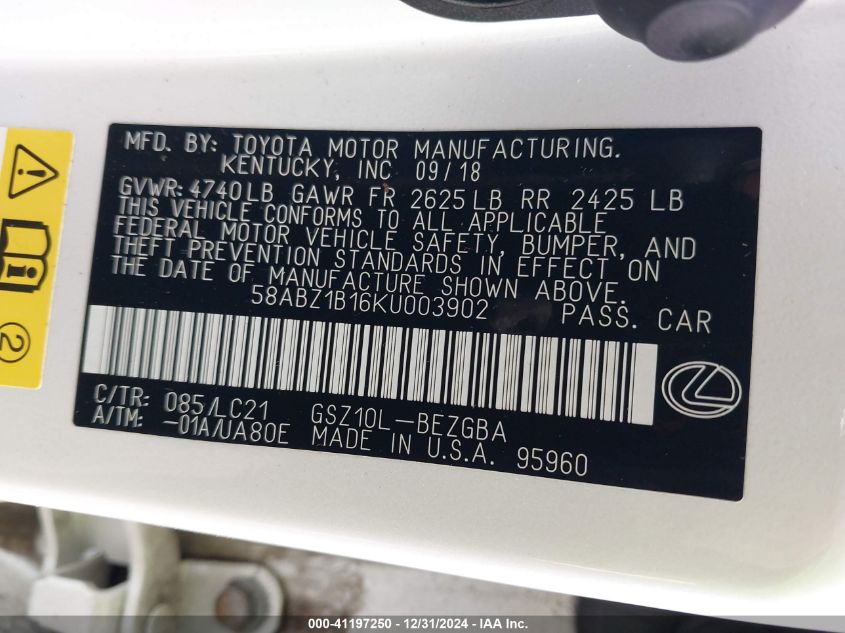 MFD. BY: TOYOTA MOTOR MANUFACTURING.
KENTUCKY, INC 09/18
GVWR: 4740LB GAWR FR 2625LB RR 2425 LB
THIS VEHICLE CONFORMS TO ALL APPLICABLE
FEDERAL MOTOR VEHICLE SAFETY, BUMPER, AND
THEFT PREVENTION STANDARDS IN EFFECT ON
THE DATE OF MANUFACTURE SHOWN ABOVE.
58ABZ1B16KU003902 PASS. CAR
C/TR: 085/LC21 GSZ10L-BEZGBA
A/TM: -01A/UA80E MADE IN U.S.A. 95960
2
000-41197250 - 12/31/2024 - IAA Inc.